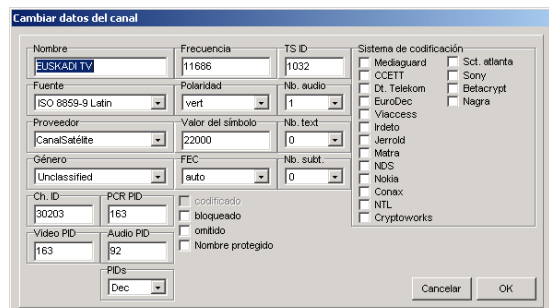 Cambiar datos del canal
Nombre
EUSKADI TV
Frecuencia
11686
TS ID
1032
Fuente
ISO 8859-9 Latin
Polaridad
vert
Nb. audio
1
Proveedor
CanalSatélite
Valor del símbolo
22000
Nb. text
0
Género
Unclassified
FEC
auto
Nb. subt.
0
Ch. ID
30203
PCR PID
163
Video PID
163
Audio PID
92
PIDs
Dec
codificado
bloqueado
omitido
Nombre protegido
Sistema de codificación
Mediaguard
CCETT
Dt. Telekom
EuroDec
Viaccess
Irdeto
Jerrold
Matra
NDS
Nokia
Conax
NTL
Cryptoworks
Sct. atlanta
Sony
Betacrypt
Nagra
Cancelar
OK